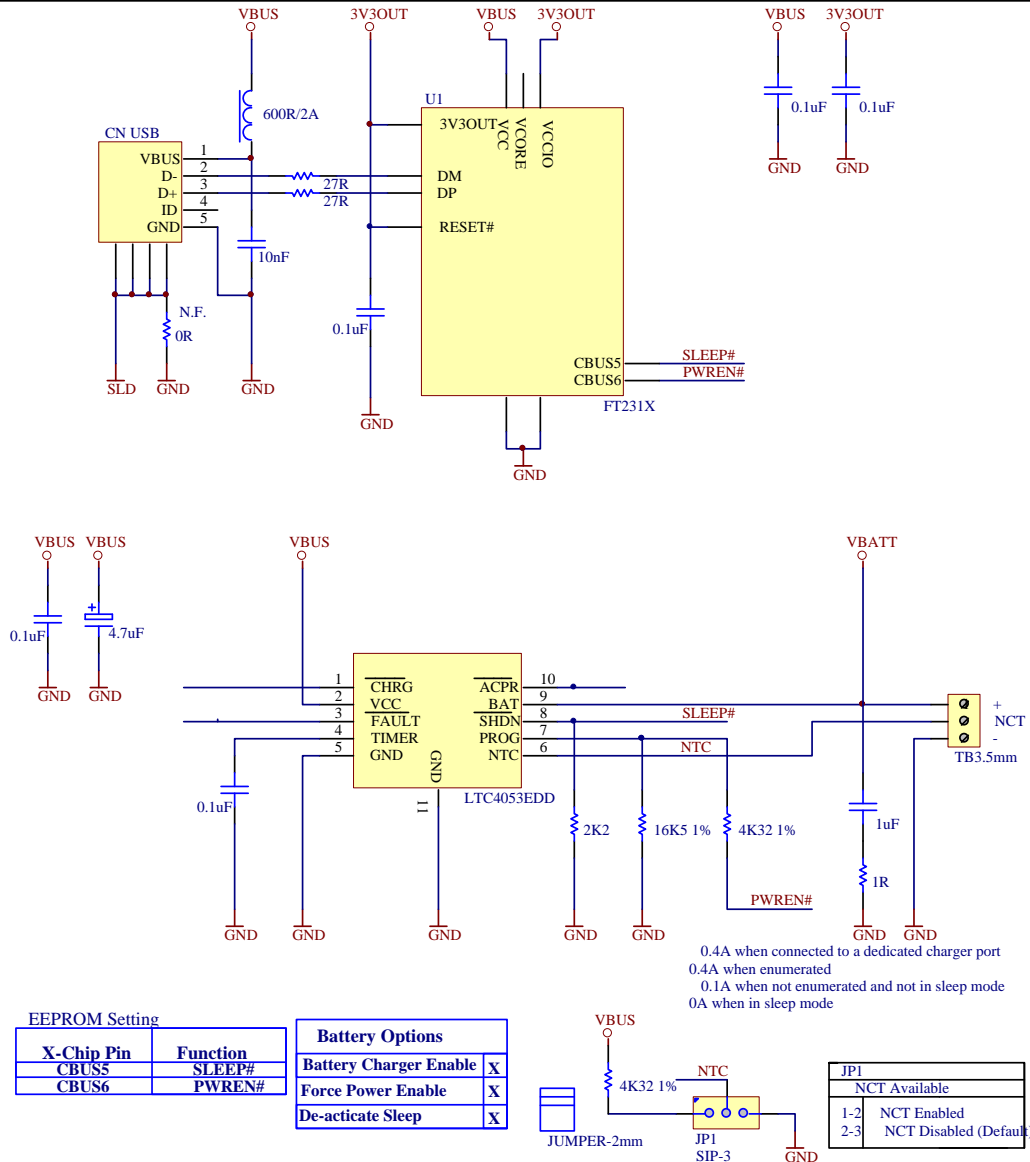 VBUS
3V3OUT
VBUS
3V3OUT
VBUS
3V3OUT
600R/2A
0.1uF
0.1uF
GND
GND
CN USB
VBUS 1
D- 2
D+ 3
ID 4
GND 5
27R
27R
10nF
N.F.
0R
SLD
GND
GND
0.1uF
GND
U1
3V3OUT
VCC
VCORE
VCCIO
DM
DP
RESET#
CBUS5
CBUS6
SLEEP#
PWREN#
FT231X
GND
VBUS
VBUS
VBUS
VBATT
0.1uF
+
4.7uF
GND
GND
1 CHRG
2 VCC
3 FAULT
4 TIMER
5 GND
GND
11
ACPR 10
BAT 9
SHDN 8
PROG 7
NTC 6
LTC4053EDD
SLEEP#
NTC
+
NCT
-
TB3.5mm
0.1uF
2K2
16K5 1%
4K32 1%
1uF
1R
PWREN#
GND
GND
GND
GND
GND
GND
GND
0.4A when connected to a dedicated charger port
0.4A when enumerated
0.1A when not enumerated and not in sleep mode
0A when in sleep mode
EEPROM Setting
X-Chip Pin Function
CBUS5 SLEEP#
CBUS6 PWREN#
Battery Options
Battery Charger Enable X
Force Power Enable X
De-acticate Sleep X
JUMPER-2mm
VBUS
4K32 1%
NTC
JP1
SIP-3
GND
JP1
NCT Available
1-2 NCT Enabled
2-3 NCT Disabled (Default)